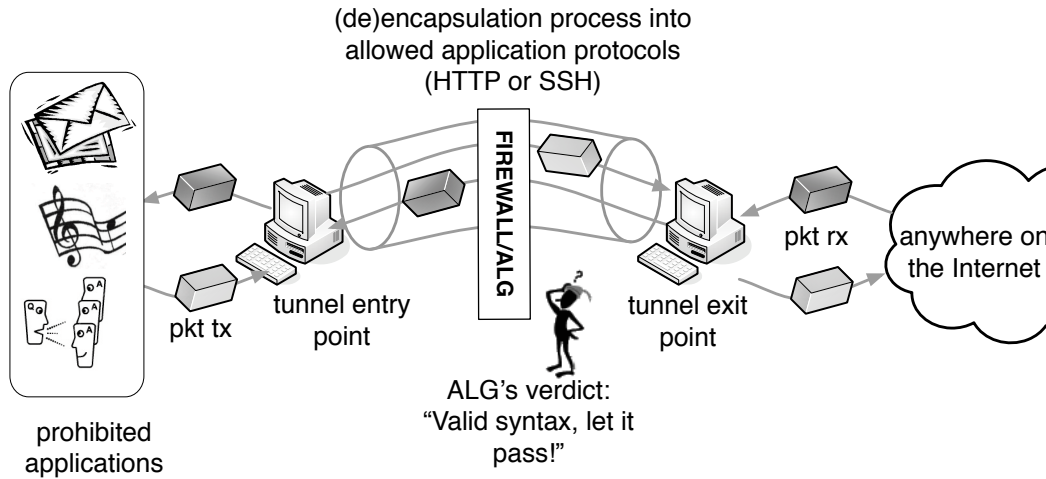 (de)encapsulation process into
allowed application protocols
(HTTP or SSH)
FIREWALL/ALG
Q
A
A
A
pkt tx
tunnel entry
point
tunnel exit
point
pkt rx
anywhere on
the Internet
ALG's verdict:
“Valid syntax, let it
pass!”
prohibited
applications